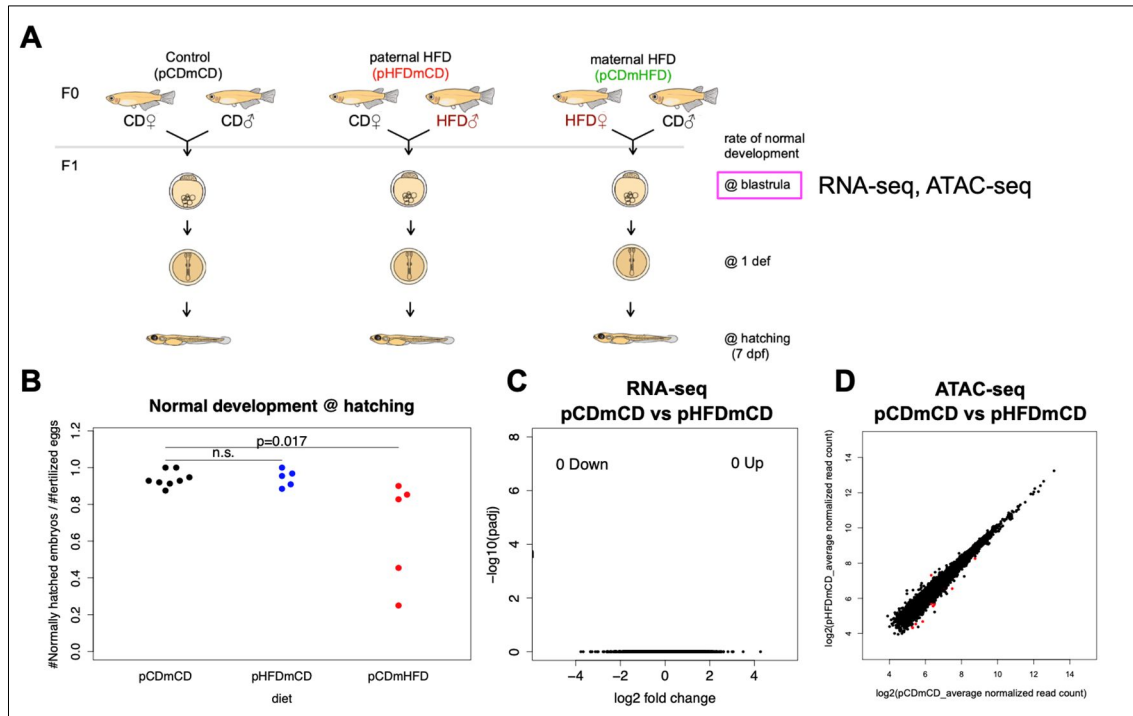 A
Control
(pCDmCD)
paternal HFD
(pHFDmCD)
maternal HFD
(pCDmHFD)
F0
CD♀ CD♂
CD♀ HFD♂
HFD♀ CD♂
F1
rate of normal
development
@ blastrula
RNA-seq, ATAC-seq
@ 1 def
@ hatching
(7 dpf)
B
Normal development @ hatching
#Normally hatched embryos / #fertilized eggs
1.2
1.0
0.8
0.6
0.4
0.2
0.0
p=0.017
n.s.
pCDmCD pHFDmCD pCDmHFD
diet
C
RNA-seq
pCDmCD vs pHFDmCD
-log10(padj)
8
6
4
2
0
0 Down 0 Up
−4 −2 0 2 4
log2 fold change
D
ATAC-seq
pCDmCD vs pHFDmCD
log2(pHFDmCD_average normalized read count)
14
12
10
8
6
4
4 6 8 10 12 14
log2(pCDmCD_average normalized read count)